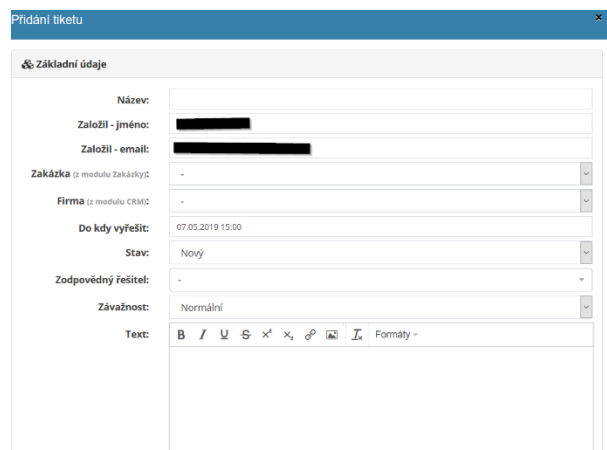 Přidání tiketu
Základní údaje
Název:
Založil - jméno:
Založil - email:
Zakázka (z modulu Zakázky): -
Firma (z modulu CRM): -
Do kdy vyřešit: 07.05.2019 15:00
Stav: Nový
Zodpovědný řešitel: -
Závažnost: Normální
Text: B I U S x² x₂ Iₓ Formáty